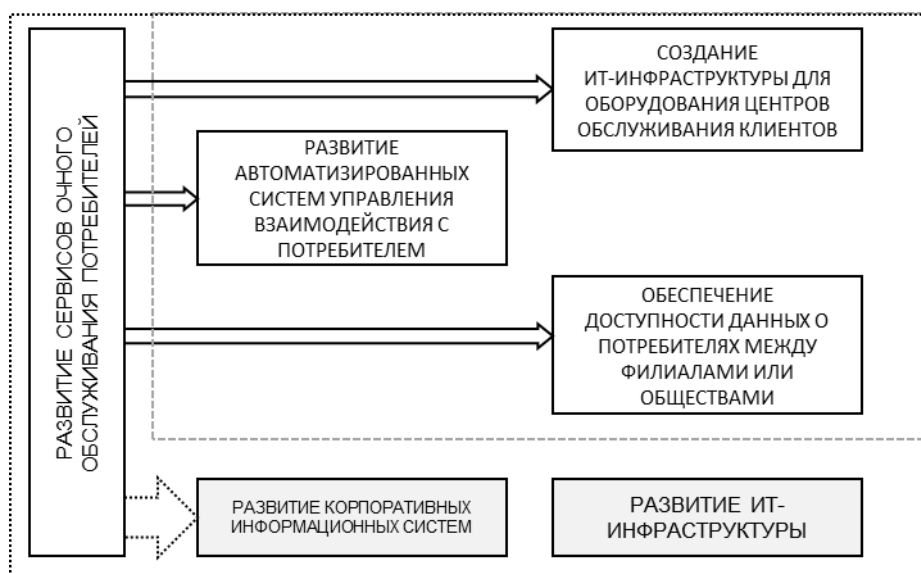 РАЗВИТИЕ СЕРВИСОВ ОЧНОГО
ОБСЛУЖИВАНИЯ ПОТРЕБИТЕЛЕЙ
СОЗДАНИЕ
ИТ-ИНФРАСТРУКТУРЫ ДЛЯ
ОБОРУДОВАНИЯ ЦЕНТРОВ
ОБСЛУЖИВАНИЯ КЛИЕНТОВ
РАЗВИТИЕ
АВТОМАТИЗИРОВАННЫХ
СИСТЕМ УПРАВЛЕНИЯ
ВЗАИМОДЕЙСТВИЯ С
ПОТРЕБИТЕЛЕМ
ОБЕСПЕЧЕНИЕ
ДОСТУПНОСТИ ДАННЫХ О
ПОТРЕБИТЕЛЯХ МЕЖДУ
ФИЛИАЛАМИ ИЛИ
ОБЩЕСТВАМИ
РАЗВИТИЕ КОРПОРАТИВНЫХ
ИНФОРМАЦИОННЫХ СИСТЕМ
РАЗВИТИЕ ИТ-
ИНФРАСТРУКТУРЫ